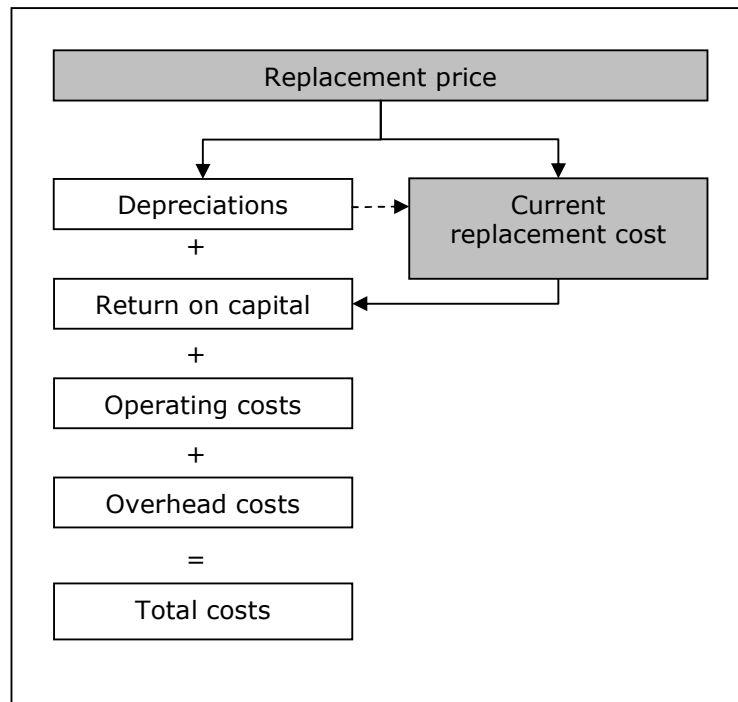 Replacement price
Depreciations
Current
replacement cost
+
Return on capital
+
Operating costs
+
Overhead costs
=
Total costs